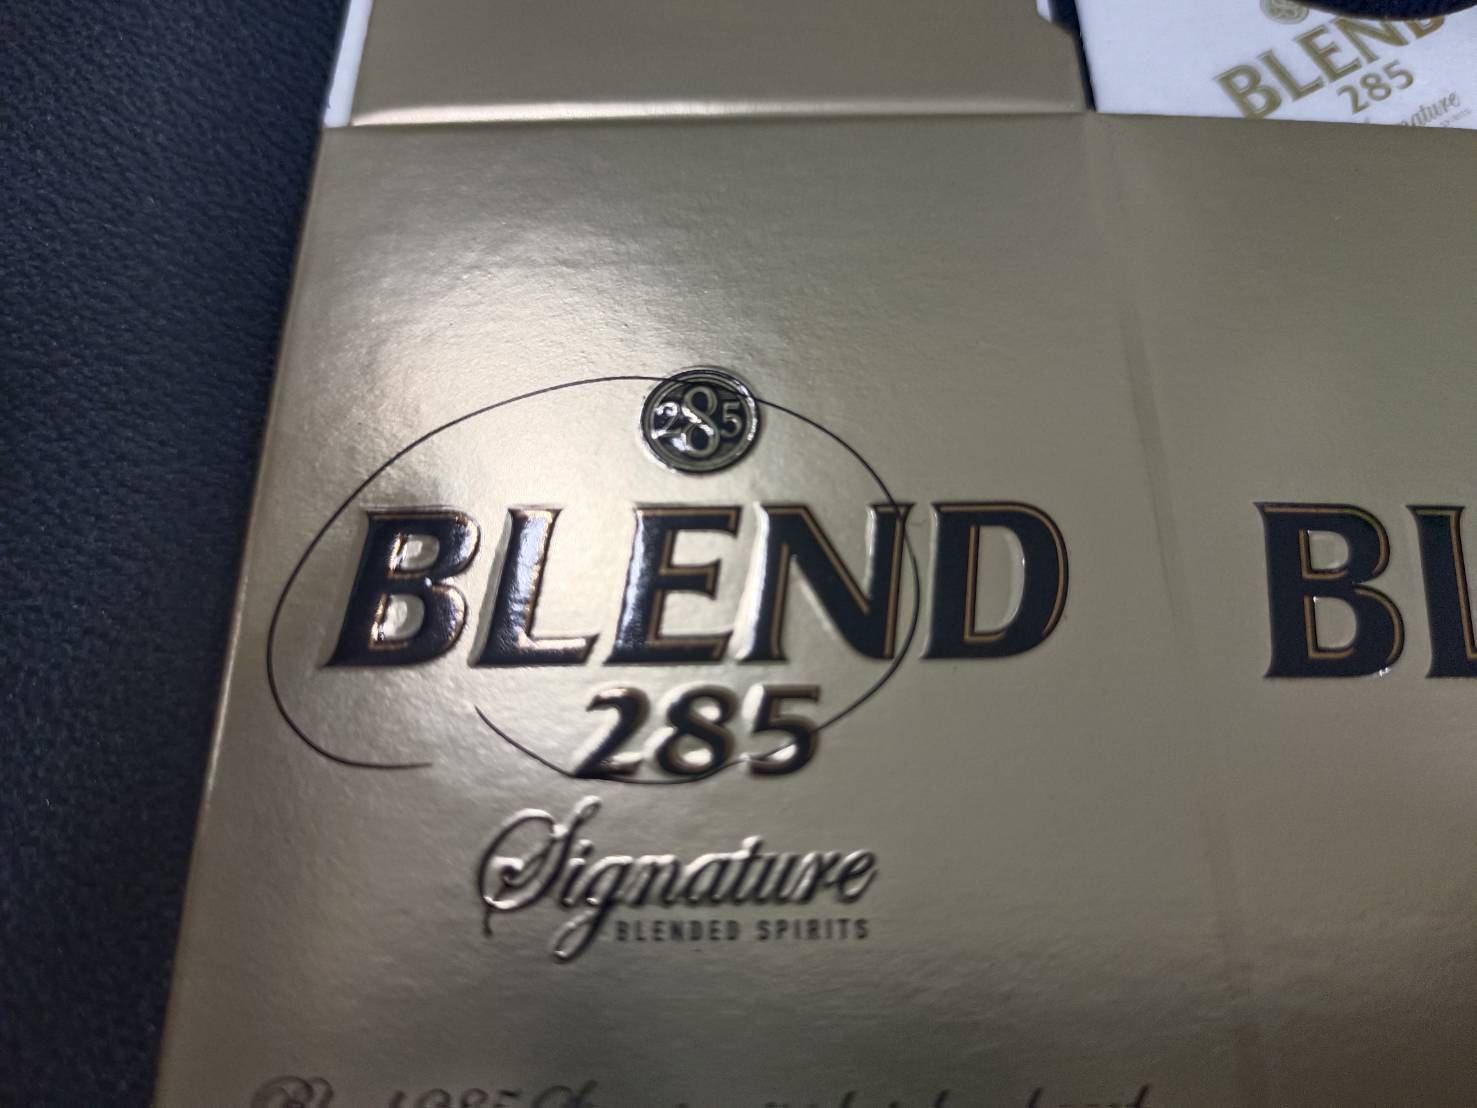 BLEND
285
285
BLEND
285
Signature
BLENDED SPIRITS